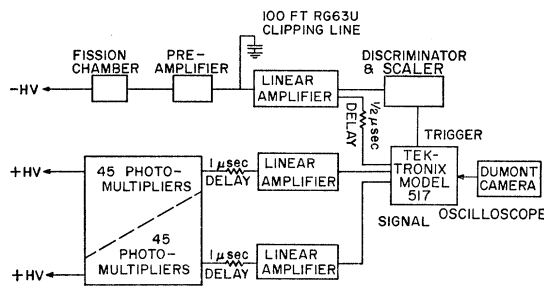 100 FT RG63U
CLIPPING LINE
FISSION
CHAMBER
PRE-
AMPLIFIER
DISCRIMINATOR
& SCALER
-HV
LINEAR
AMPLIFIER
1/2 μsec
DELAY
TRIGGER
+HV
45 PHOTO-
MULTIPLIERS
1 μsec
DELAY
LINEAR
AMPLIFIER
TEK-
TRONIX
MODEL
517
DUMONT
CAMERA
SIGNAL
OSCILLOSCOPE
45
PHOTO-
MULTIPLIERS
+HV
1 μsec
DELAY
LINEAR
AMPLIFIER